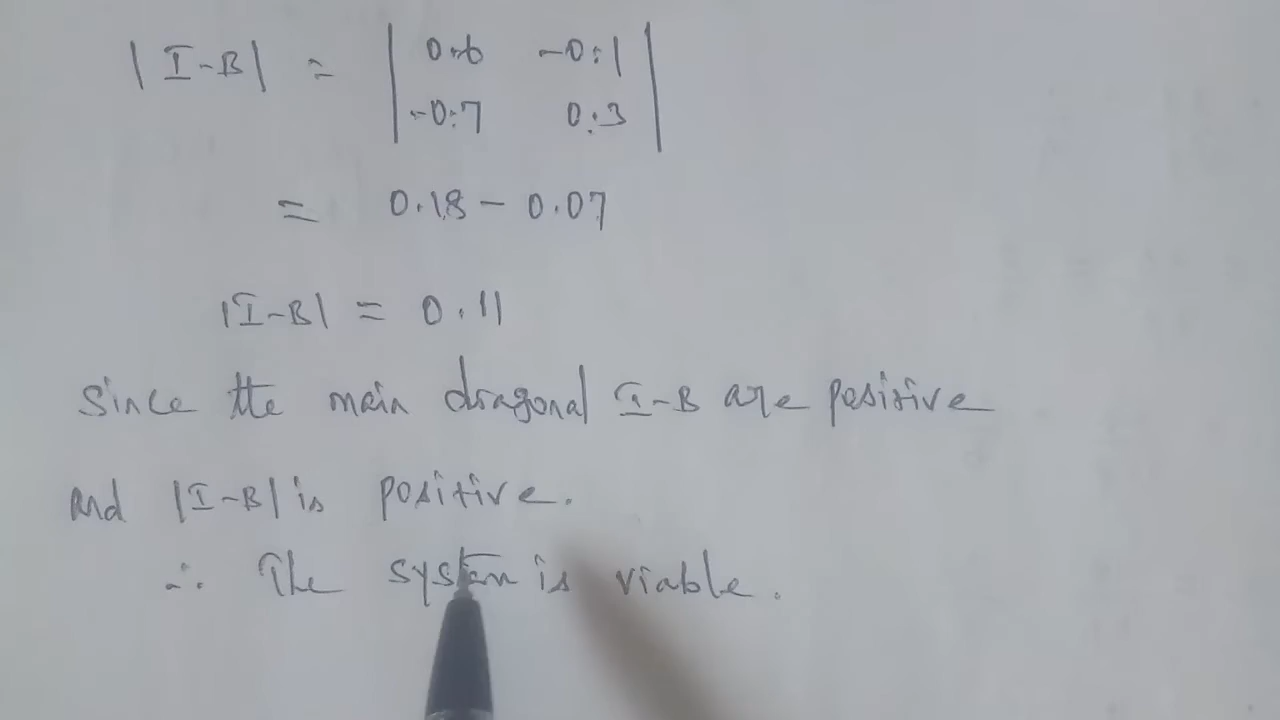 |I-B| = | 0.6 -0.1 |
| -0.7 0.3 |
= 0.18 - 0.07
|I-B| = 0.11
Since the main diagonal I-B are positive
and |I-B| is positive.
∴ The system is viable.